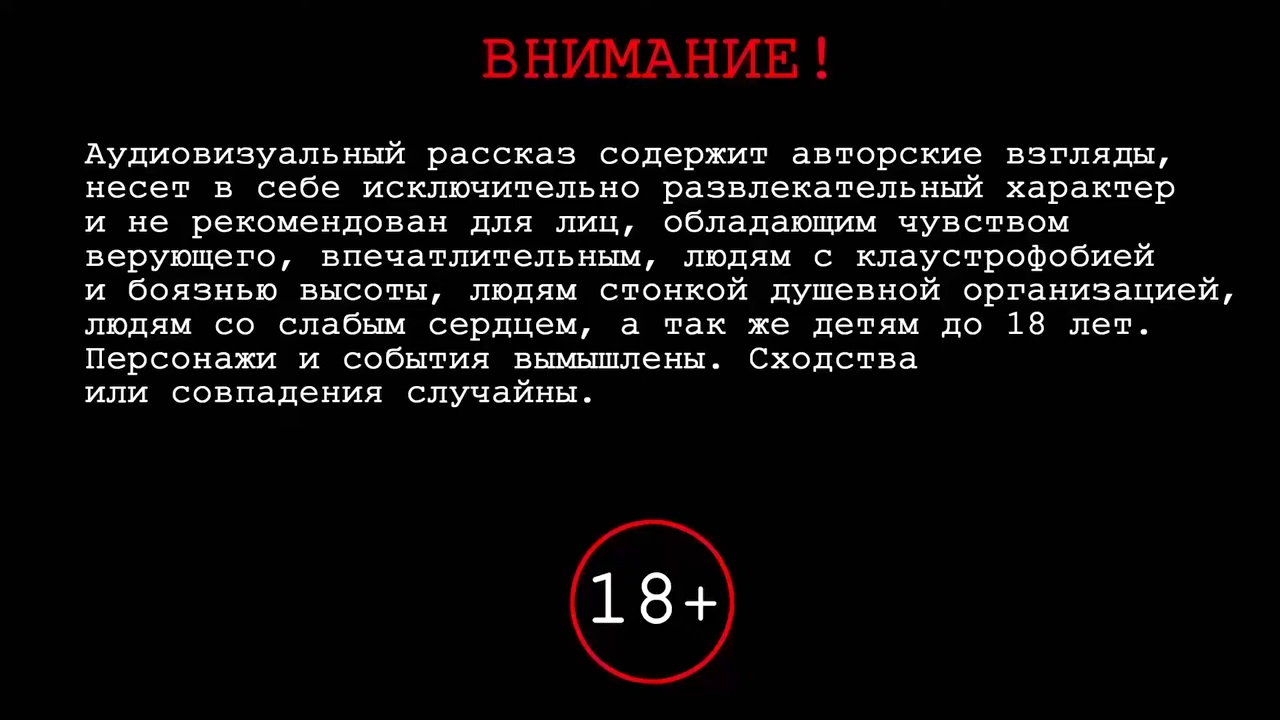 ВНИМАНИЕ!
Аудиовизуальный рассказ содержит авторские взгляды,
несет в себе исключительно развлекательный характер
и не рекомендован для лиц, обладающим чувством
верующего, впечатлительным, людям с клаустрофобией
и боязнью высоты, людям стонкой душевной организацией,
людям со слабым сердцем, а так же детям до 18 лет.
Персонажи и события вымышлены. Сходства
или совпадения случайны.
18+